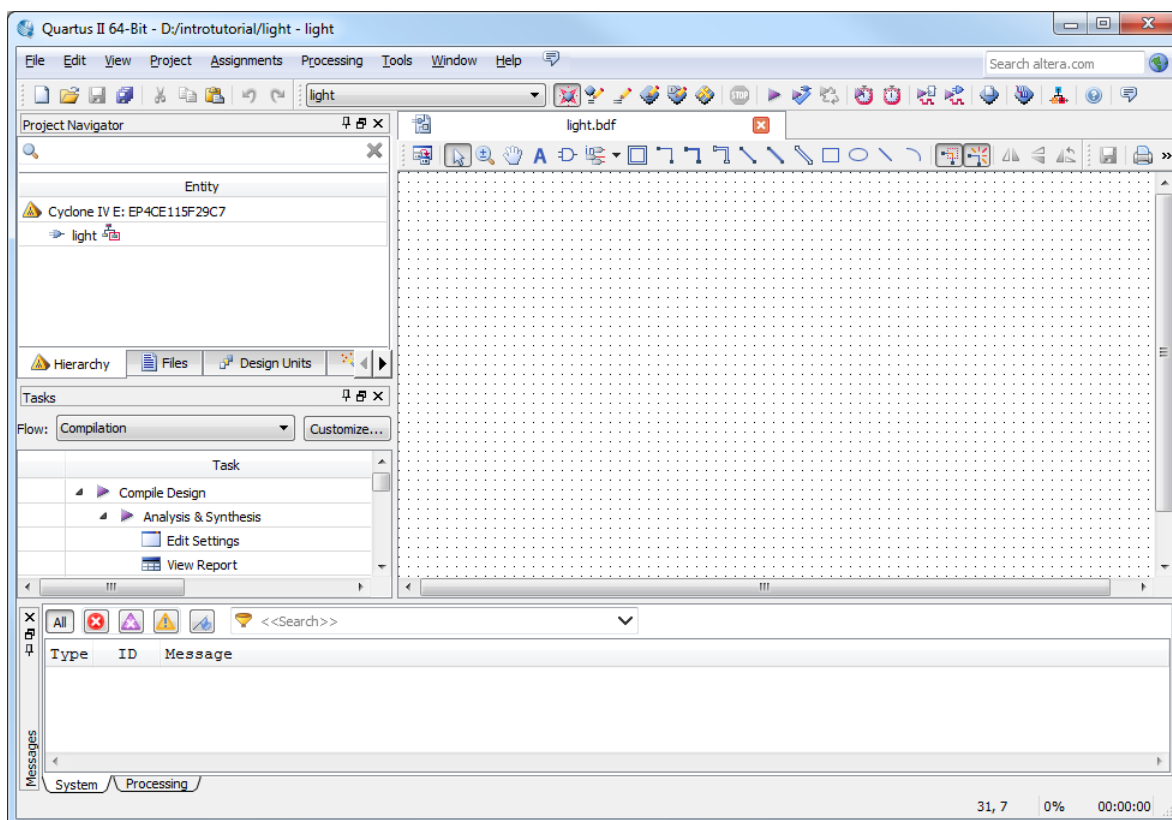 Quartus II 64-Bit - D:/introtutorial/light - light
File Edit View Project Assignments Processing Tools Window Help
Search altera.com
light
STOP
Project Navigator
light.bdf
A
Entity
Cyclone IV E: EP4CE115F29C7
light
Hierarchy Files Design Units
Tasks
Flow: Compilation Customize...
Task
Compile Design
Analysis & Synthesis
Edit Settings
View Report
All <<Search>>
Type ID Message
Messages
System Processing
31, 7 0% 00:00:00